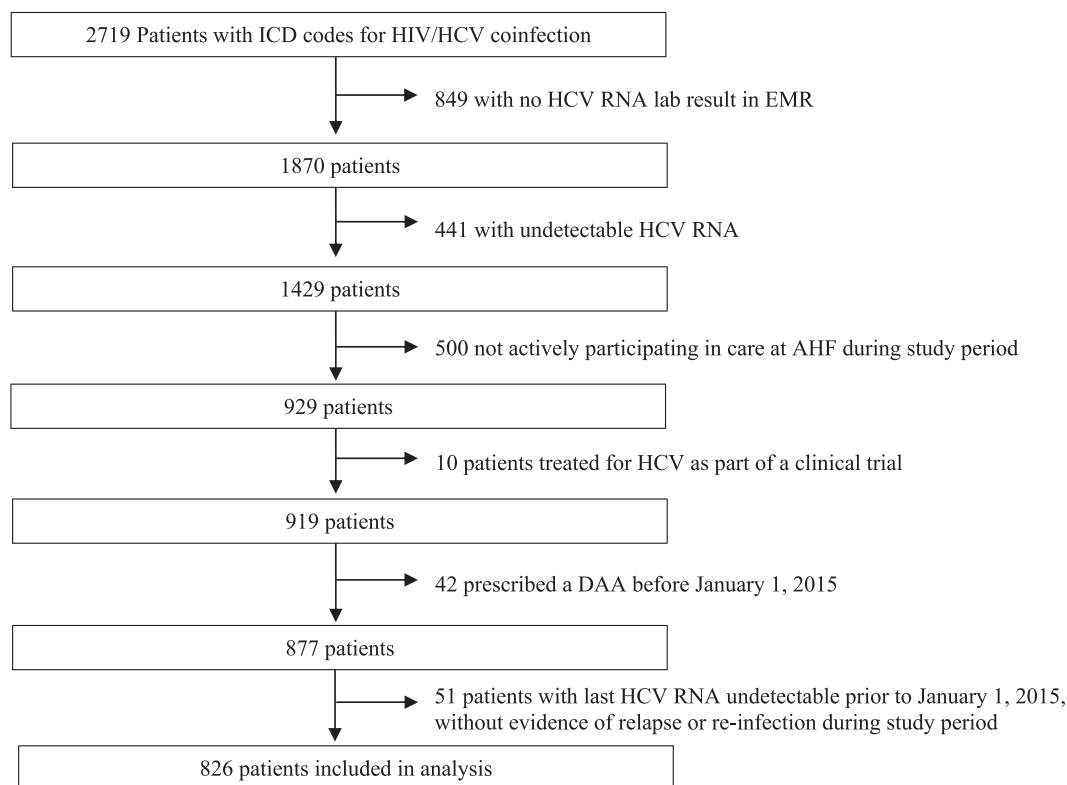 2719 Patients with ICD codes for HIV/HCV coinfection
849 with no HCV RNA lab result in EMR
1870 patients
441 with undetectable HCV RNA
1429 patients
500 not actively participating in care at AHF during study period
929 patients
10 patients treated for HCV as part of a clinical trial
919 patients
42 prescribed a DAA before January 1, 2015
877 patients
51 patients with last HCV RNA undetectable prior to January 1, 2015,
without evidence of relapse or re-infection during study period
826 patients included in analysis